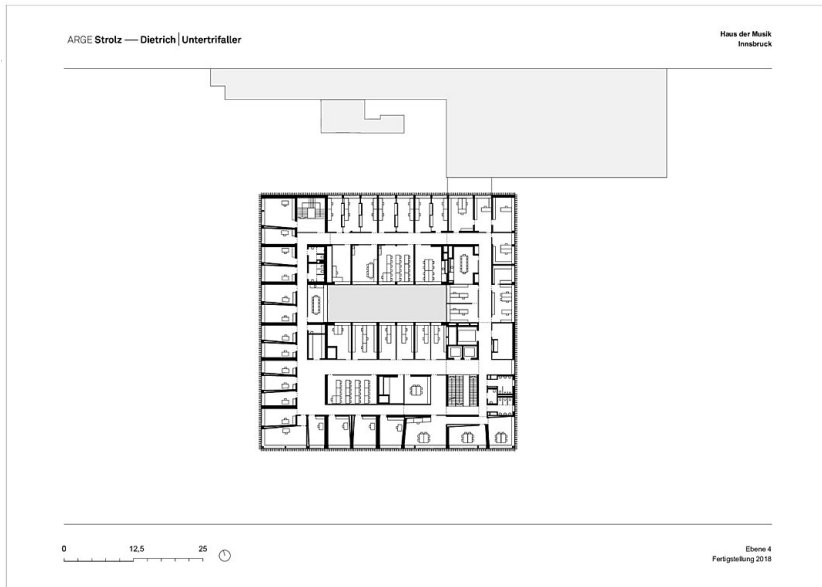 ARGE Strolz — Dietrich | Untertrifaller
Haus der Musik
Innsbruck
0 12,5 25
Ebene 4
Fertigstellung 2018